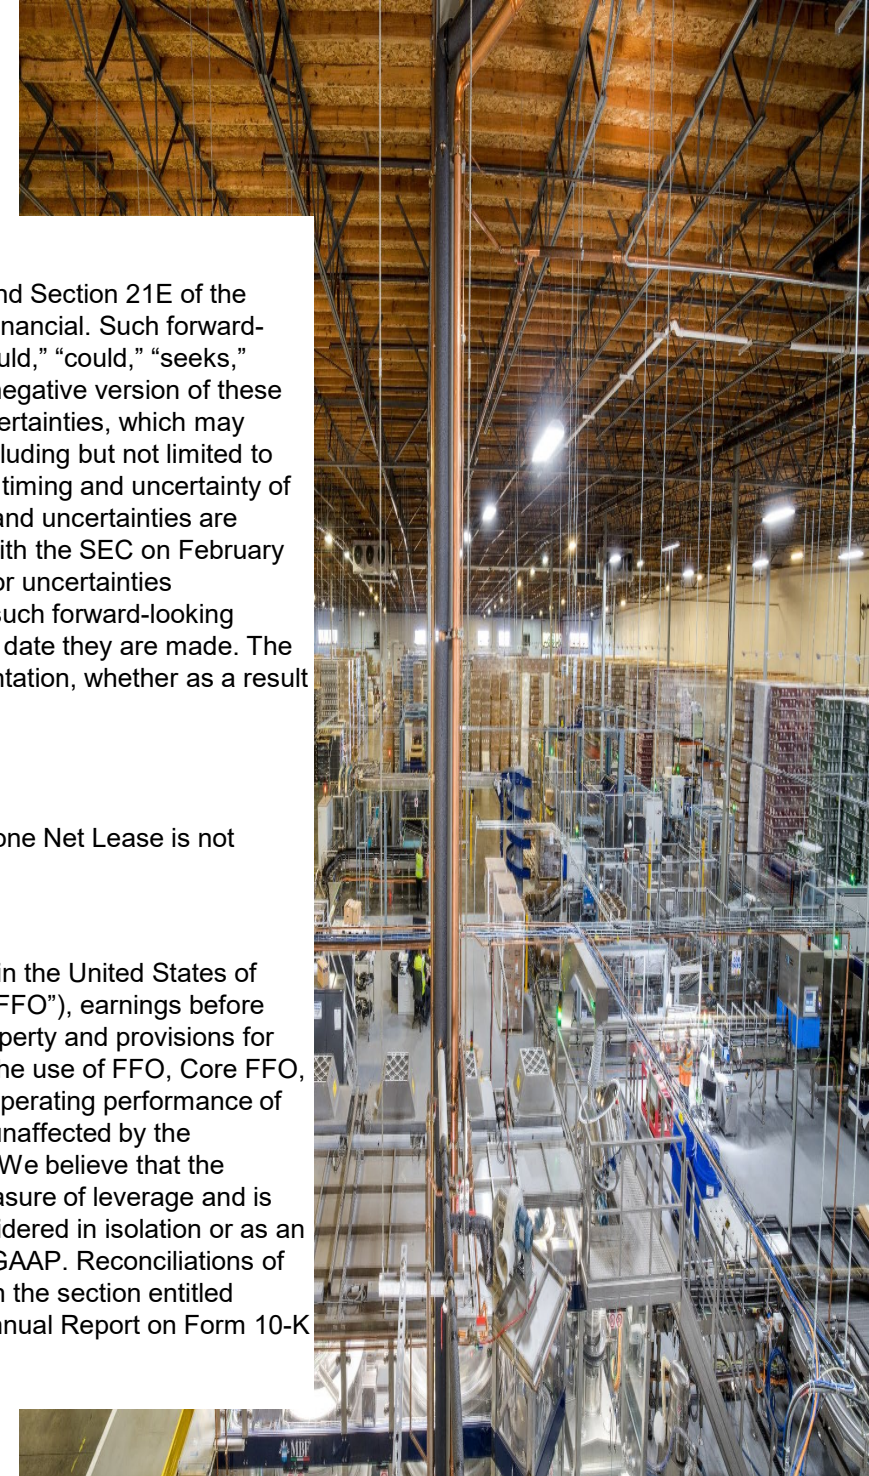 nd Section 21E of the
nancial. Such forward-
uld,” “could,” “seeks,”
negative version of these
ertainties, which may
luding but not limited to
timing and uncertainty of
and uncertainties are
ith the SEC on February
or uncertainties
such forward-looking
date they are made. The
ntation, whether as a result
one Net Lease is not
in the United States of
FFO”), earnings before
perty and provisions for
he use of FFO, Core FFO,
perating performance of
unaffected by the
We believe that the
asure of leverage and is
idered in isolation or as an
GAAP. Reconciliations of
n the section entitled
nnual Report on Form 10-K
MBF